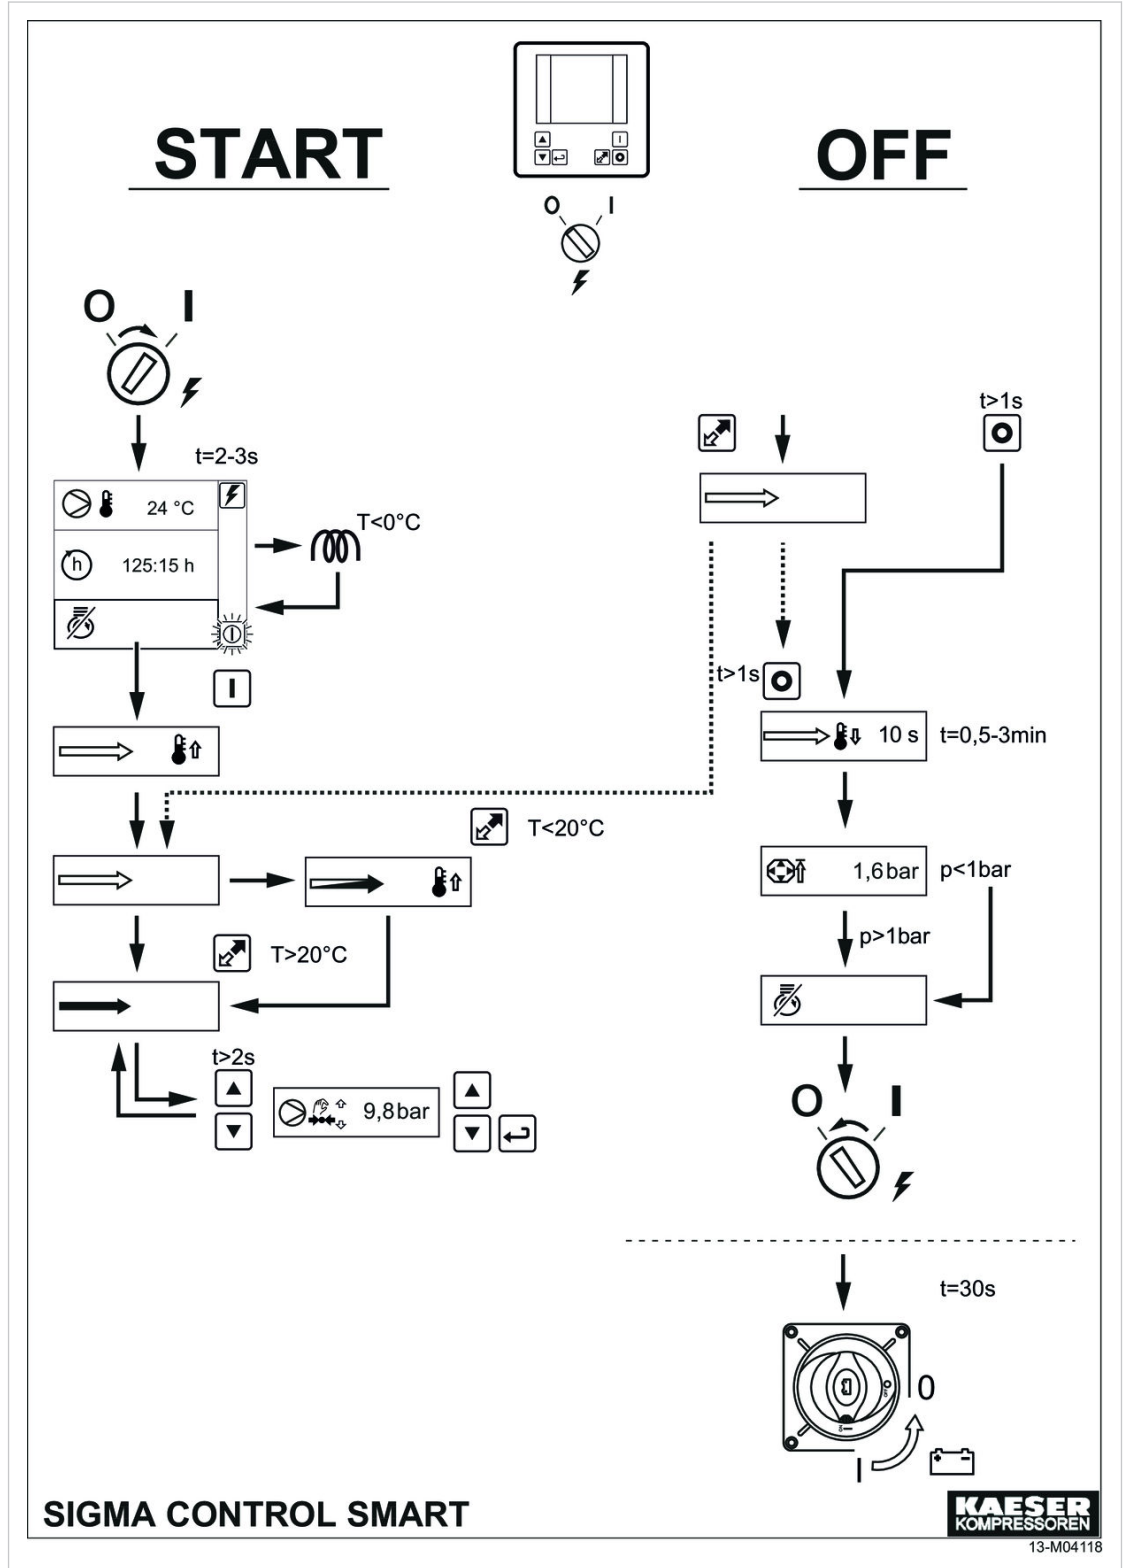 START
OFF
O I
O I
t=2-3s
24 °C
T<0°C
h 125:15 h
I
t>1s
t>1s
10 s t=0,5-3min
T<20°C
1,6bar p<1bar
p>1bar
T>20°C
t>2s
9,8bar
O I
t=30s
0
I
SIGMA CONTROL SMART
KAESER
KOMPRESSOREN
13-M04118